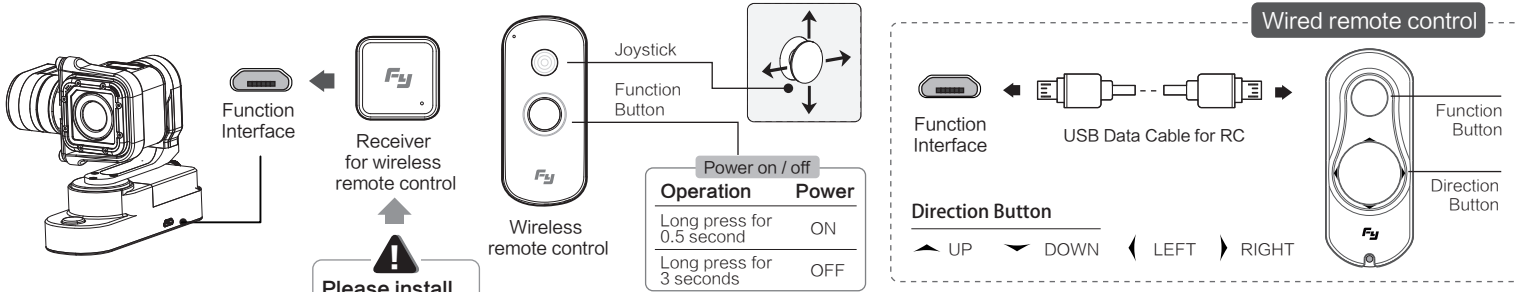 Function
Interface
Fy
Receiver
for wireless
remote control
Please install
Joystick
Function
Button
Fy
Wireless
remote control
Power on / off
Operation Power
Long press for
0.5 second
ON
Long press for
3 seconds
OFF
Wired remote control
Function
Interface
USB Data Cable for RC
Function
Button
Direction
Button
Fy
Direction Button
UP DOWN LEFT RIGHT